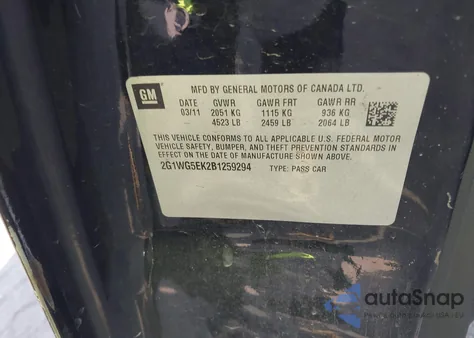 GM
MFD BY GENERAL MOTORS OF CANADA LTD.
DATE GVWR GAWR FRT GAWR RR
03/11 2051 KG 1115 KG 936 KG
4523 LB 2459 LB 2064 LB
THIS VEHICLE CONFORMS TO ALL APPLICABLE U.S. FEDERAL MOTOR
VEHICLE SAFETY, BUMPER, AND THEFT PREVENTION STANDARDS IN
EFFECT ON THE DATE OF MANUFACTURE SHOWN ABOVE.
2G1WG5EK2B1259294 TYPE: PASS CAR
autoSnap